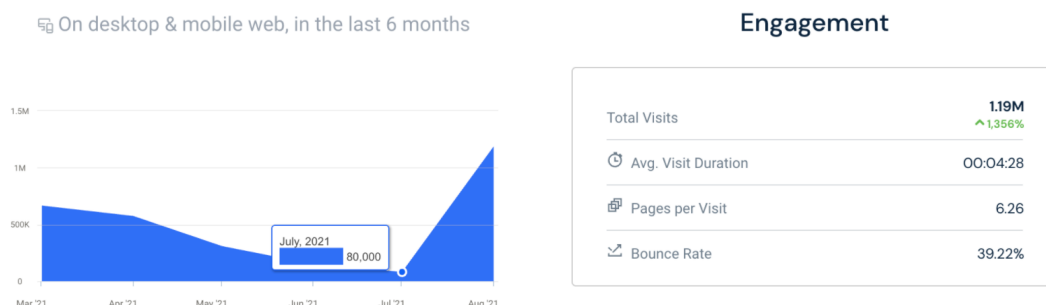 On desktop & mobile web, in the last 6 months
1.5M
1M
500K
0
July, 2021
80,000
Mar '21 Apr '21 May '21 Jun '21 Jul '21 Aug '21
Engagement
Total Visits 1.19M
1,356%
Avg. Visit Duration 00:04:28
Pages per Visit 6.26
Bounce Rate 39.22%